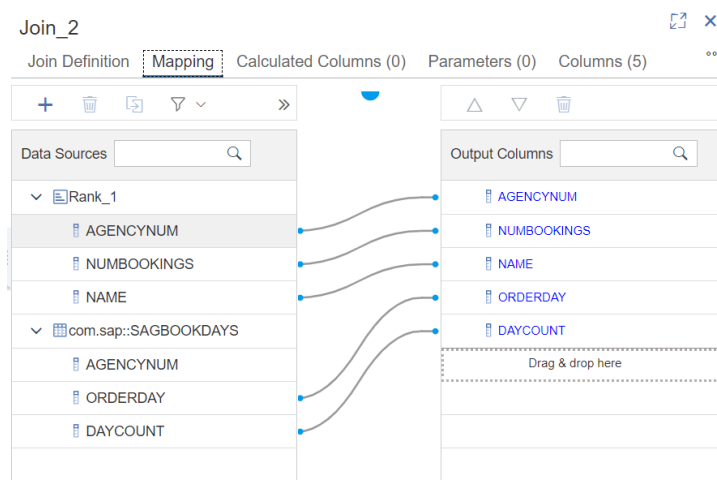 Join_2
Join Definition Mapping Calculated Columns (0) Parameters (0) Columns (5)
Data Sources
Rank_1
AGENCYNUM
NUMBOOKINGS
NAME
com.sap::SAGBOOKDAYS
AGENCYNUM
ORDERDAY
DAYCOUNT
Output Columns
AGENCYNUM
NUMBOOKINGS
NAME
ORDERDAY
DAYCOUNT
Drag & drop here